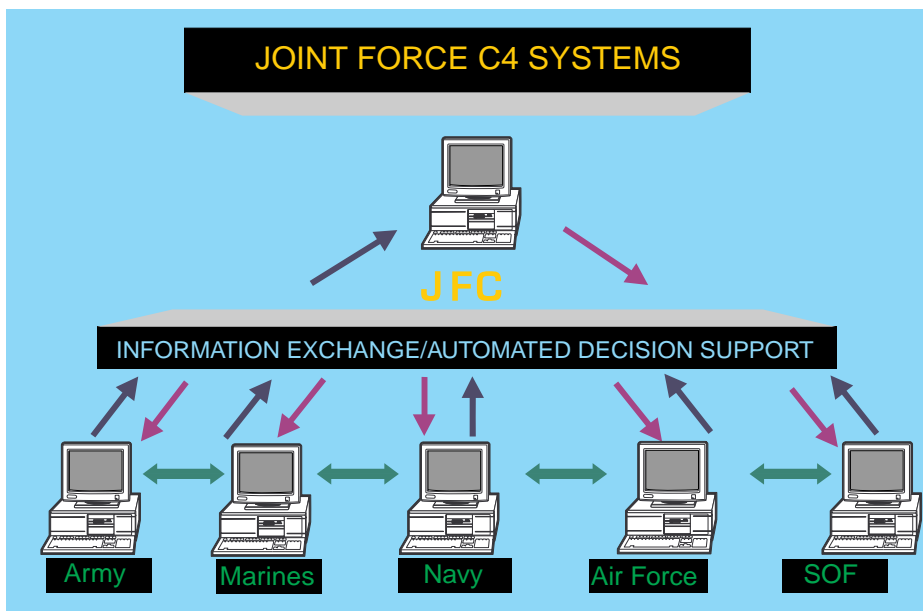 JOINT FORCE C4 SYSTEMS
JFC
INFORMATION EXCHANGE/AUTOMATED DECISION SUPPORT
Army Marines Navy Air Force SOF